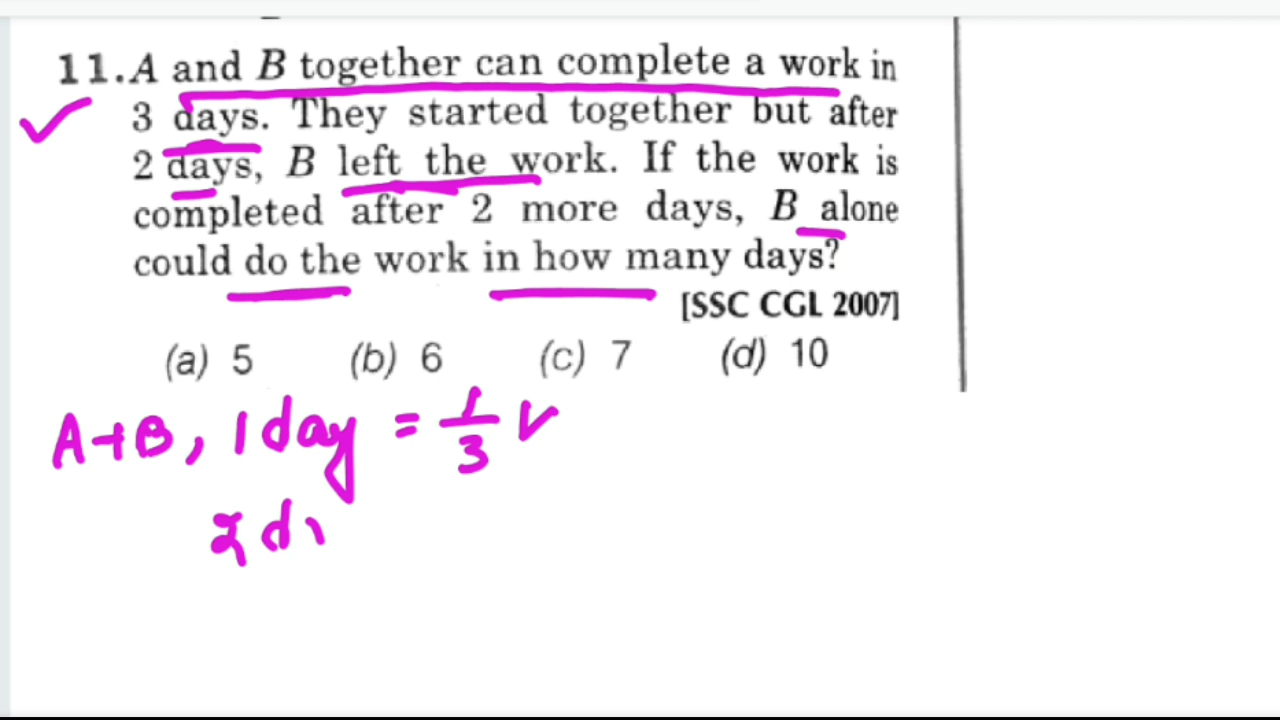 11. A and B together can complete a work in
3 days. They started together but after
2 days, B left the work. If the work is
completed after 2 more days, B alone
could do the work in how many days?
[SSC CGL 2007]
(a) 5 (b) 6 (c) 7 (d) 10
A+B, 1 day = 1/3
2 d